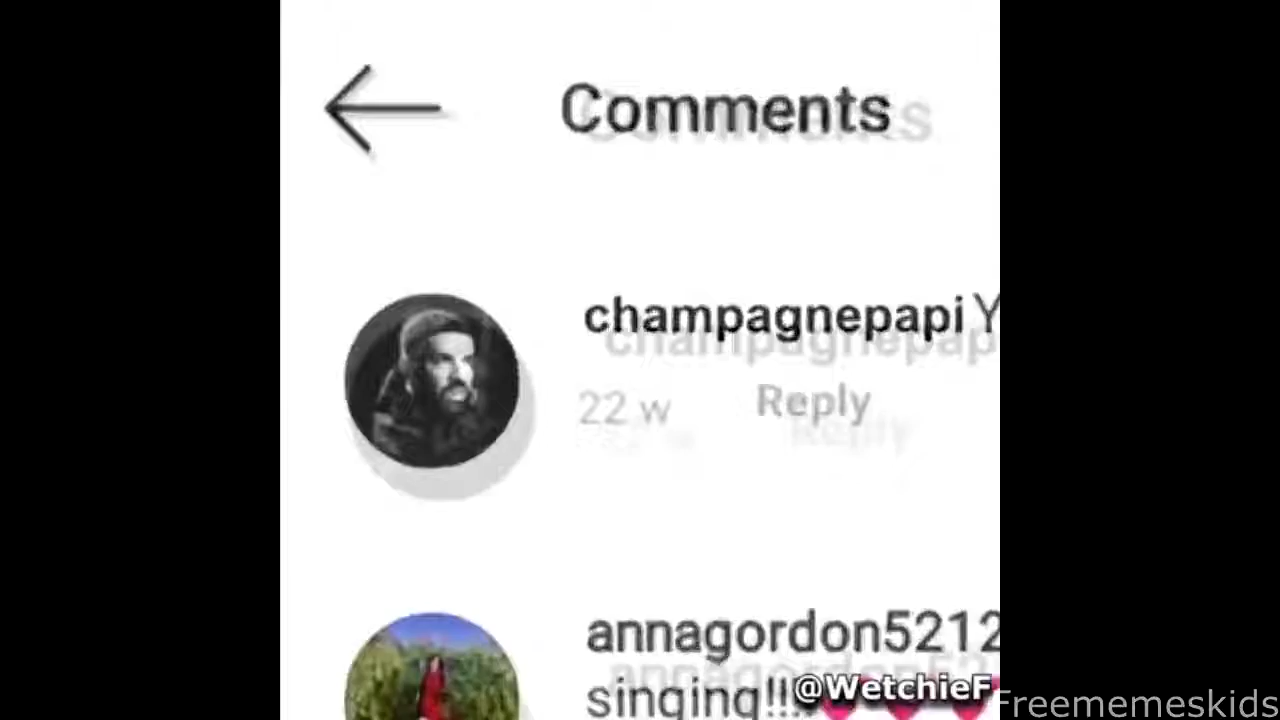 Comments
champagnepapi Y
22 w Reply
annagordon5212
singing!!!
@WetchieF
Freememeskids